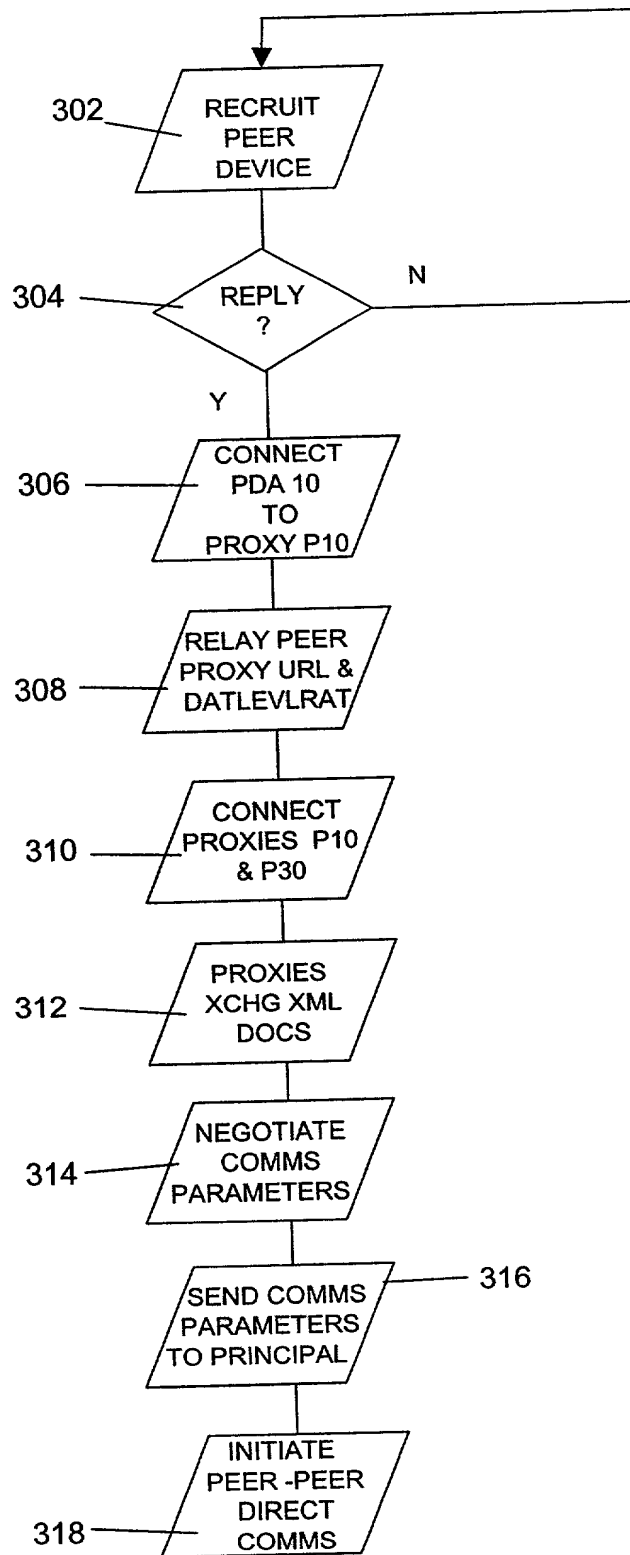 302
RECRUIT
PEER
DEVICE
304
REPLY
?
N
Y
306
CONNECT
PDA 10
TO
PROXY P10
308
RELAY PEER
PROXY URL &
DATLEVLRAT
310
CONNECT
PROXIES P10
& P30
312
PROXIES
XCHG XML
DOCS
314
NEGOTIATE
COMMS
PARAMETERS
316
SEND COMMS
PARAMETERS
TO PRINCIPAL
318
INITIATE
PEER -PEER
DIRECT
COMMS